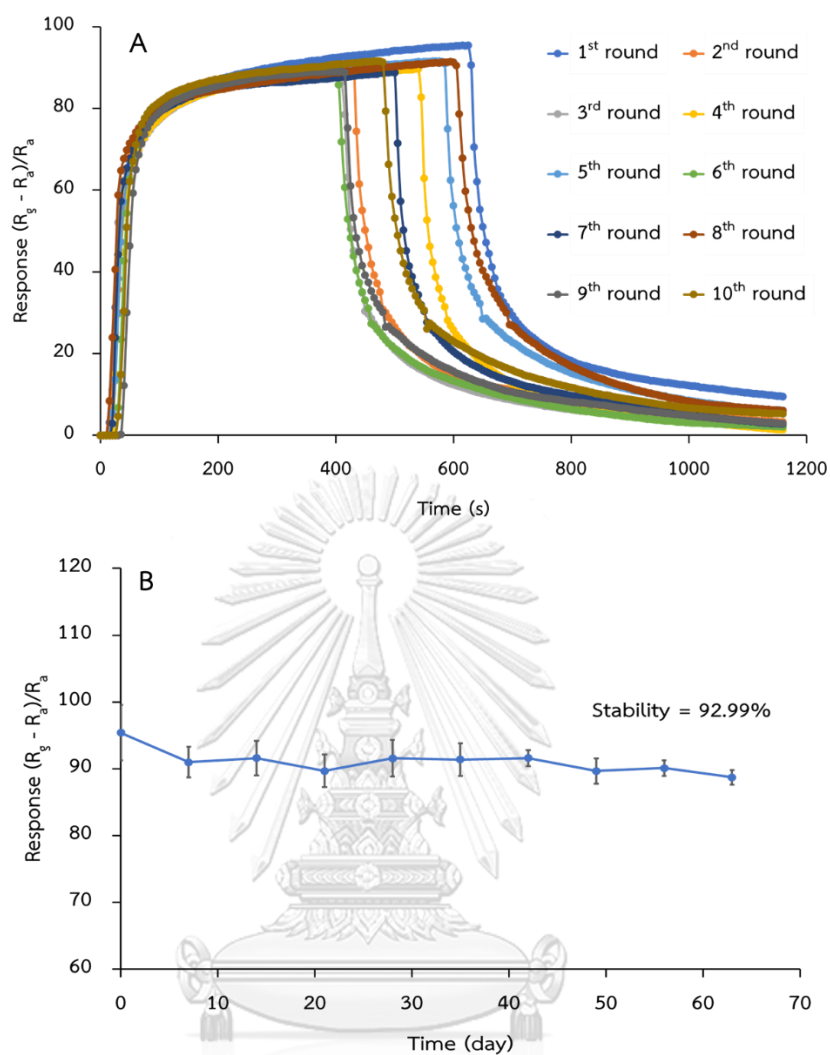 A
100
80
60
40
20
0
0 200 400 600 800 1000 1200
Response (Rg - Ra)/Ra
Time (s)
1st round 2nd round
3rd round 4th round
5th round 6th round
7th round 8th round
9th round 10th round
B
120
110
100
90
80
70
60
0 10 20 30 40 50 60 70
Response (Rg - Ra)/Ra
Time (day)
Stability = 92.99%